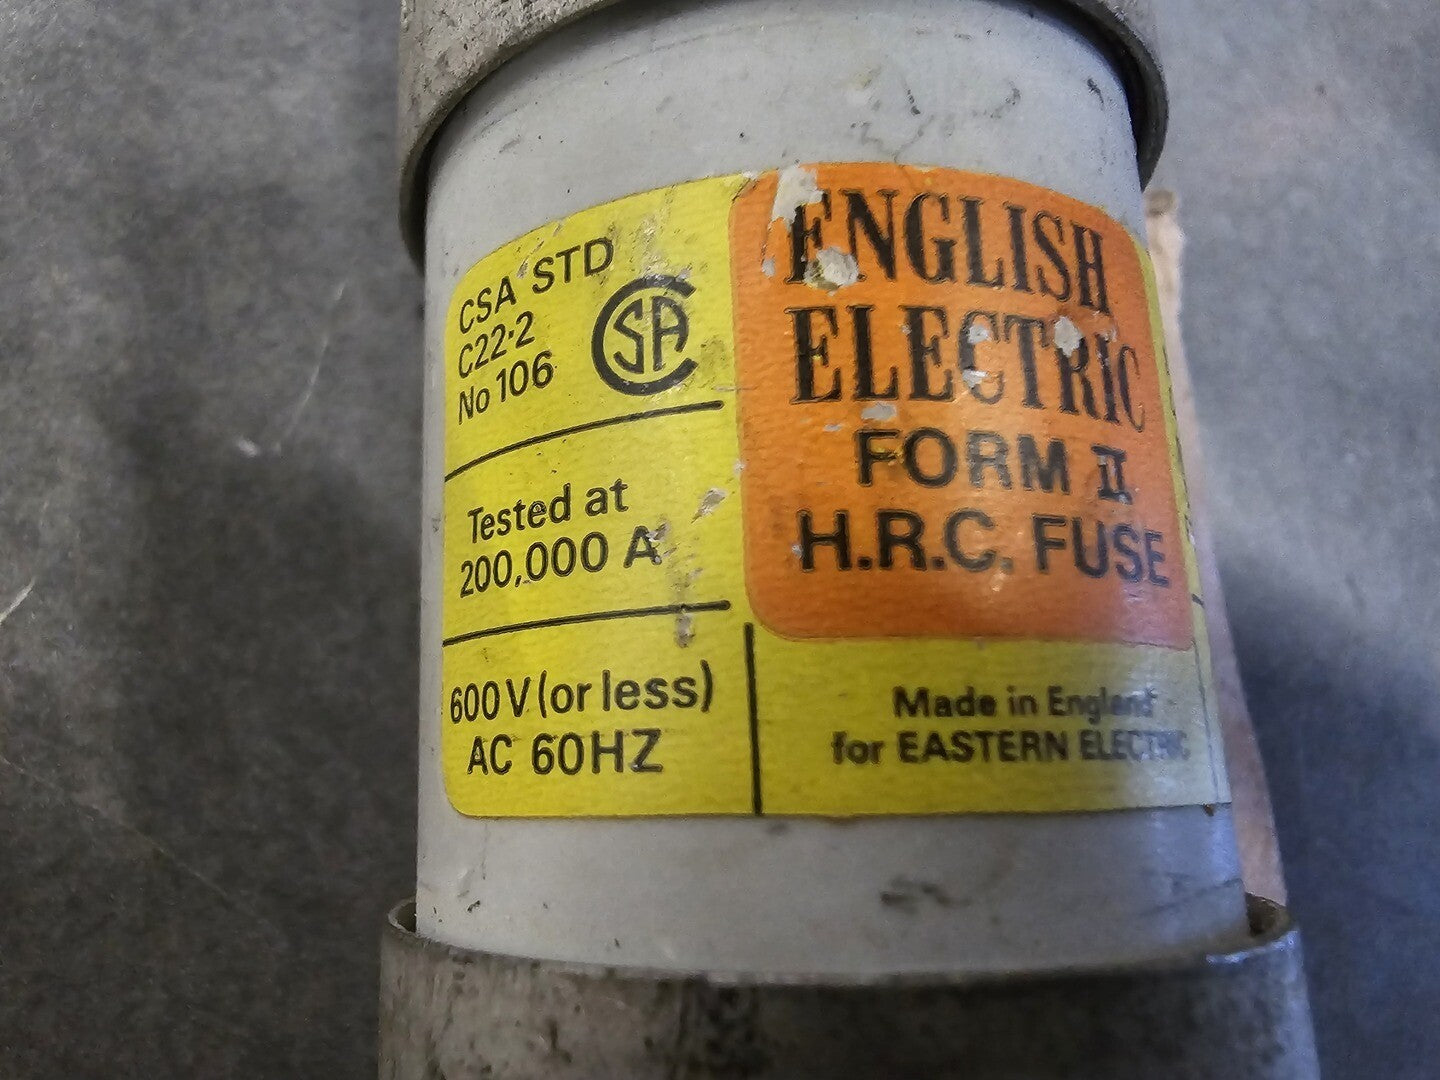 CSA STD
C22·2
No 106
CSA
Tested at
200,000 A
600 V (or less)
AC 60HZ
ENGLISH
ELECTRIC
FORM II
H.R.C. FUSE
Made in England
for EASTERN ELECTRIC